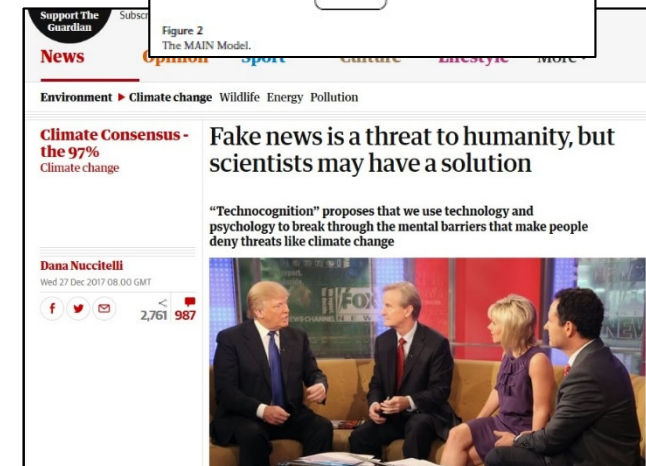 Support The
Guardian
Subscr
Figure 2
The MAIN Model.
News Opinion Sport Culture Lifestyle More
Environment ▶ Climate change Wildlife Energy Pollution
Climate Consensus -
the 97%
Climate change
Fake news is a threat to humanity, but
scientists may have a solution
“Technocognition” proposes that we use technology and
psychology to break through the mental barriers that make people
deny threats like climate change
Dana Nuccitelli
Wed 27 Dec 2017 08.00 GMT
2,761 987
FOX
NEWS CHANNEL